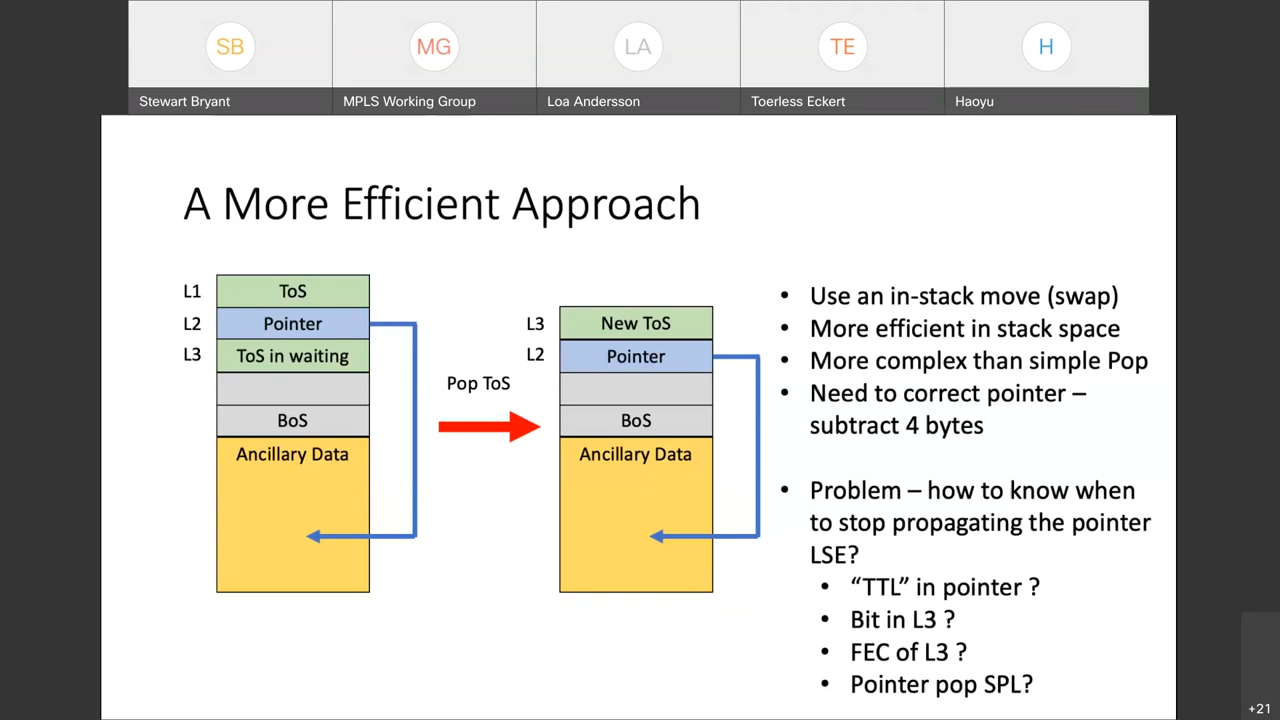 SB
MG
LA
TE
H
Stewart Bryant
MPLS Working Group
Loa Andersson
Toerless Eckert
Haoyu
A More Efficient Approach
L1
ToS
L2
Pointer
L3
ToS in waiting
BoS
Ancillary Data
Pop ToS
L3
New ToS
L2
Pointer
BoS
Ancillary Data
• Use an in-stack move (swap)
• More efficient in stack space
• More complex than simple Pop
• Need to correct pointer –
subtract 4 bytes
• Problem – how to know when
to stop propagating the pointer
LSE?
• “TTL” in pointer ?
• Bit in L3 ?
• FEC of L3 ?
• Pointer pop SPL?
+21